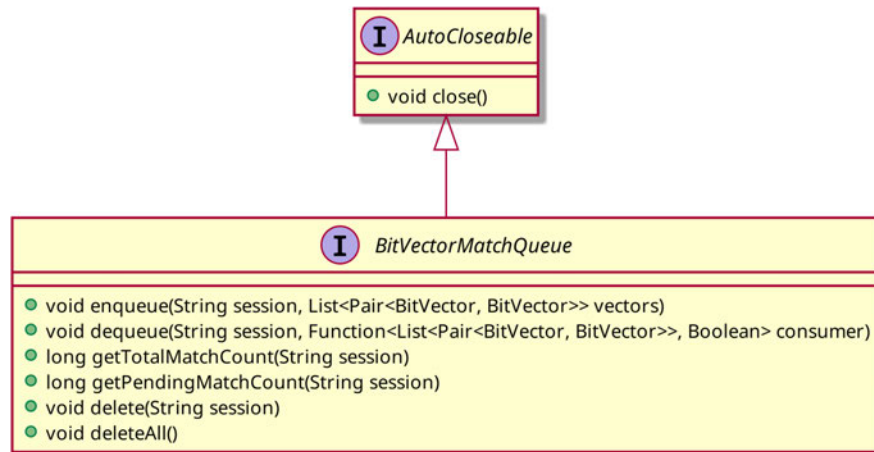 I AutoCloseable
void close()
I BitVectorMatchQueue
void enqueue(String session, List<Pair<BitVector, BitVector>> vectors)
void dequeue(String session, Function<List<Pair<BitVector, BitVector>>, Boolean> consumer)
long getTotalMatchCount(String session)
long getPendingMatchCount(String session)
void delete(String session)
void deleteAll()